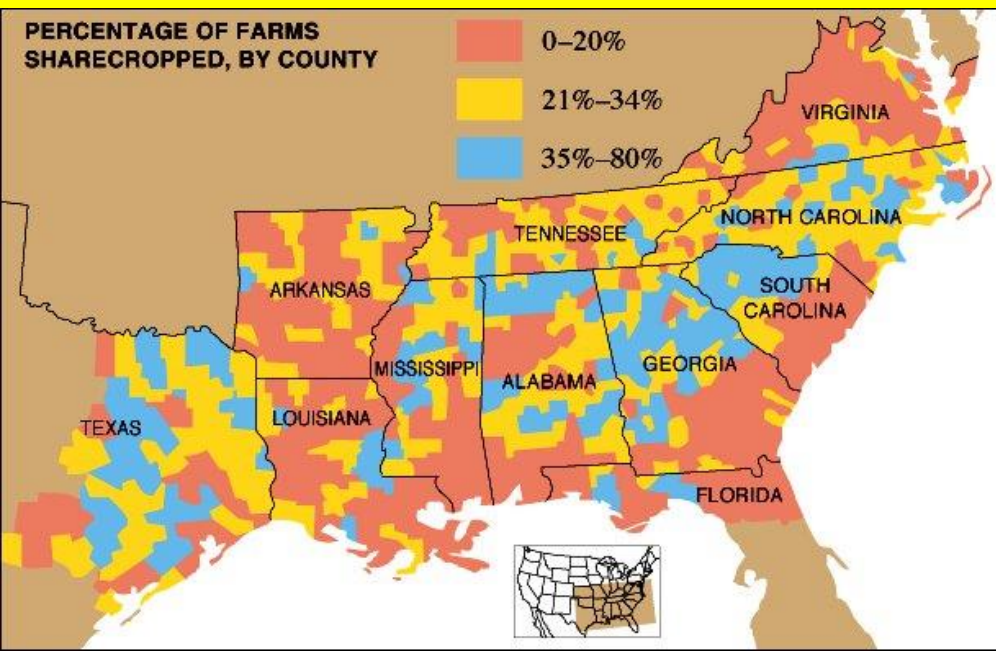 PERCENTAGE OF FARMS
SHARECROPPED, BY COUNTY
0–20%
21%–34%
35%–80%
VIRGINIA
NORTH CAROLINA
TENNESSEE
ARKANSAS
SOUTH
CAROLINA
MISSISSIPPI
ALABAMA
GEORGIA
LOUISIANA
TEXAS
FLORIDA